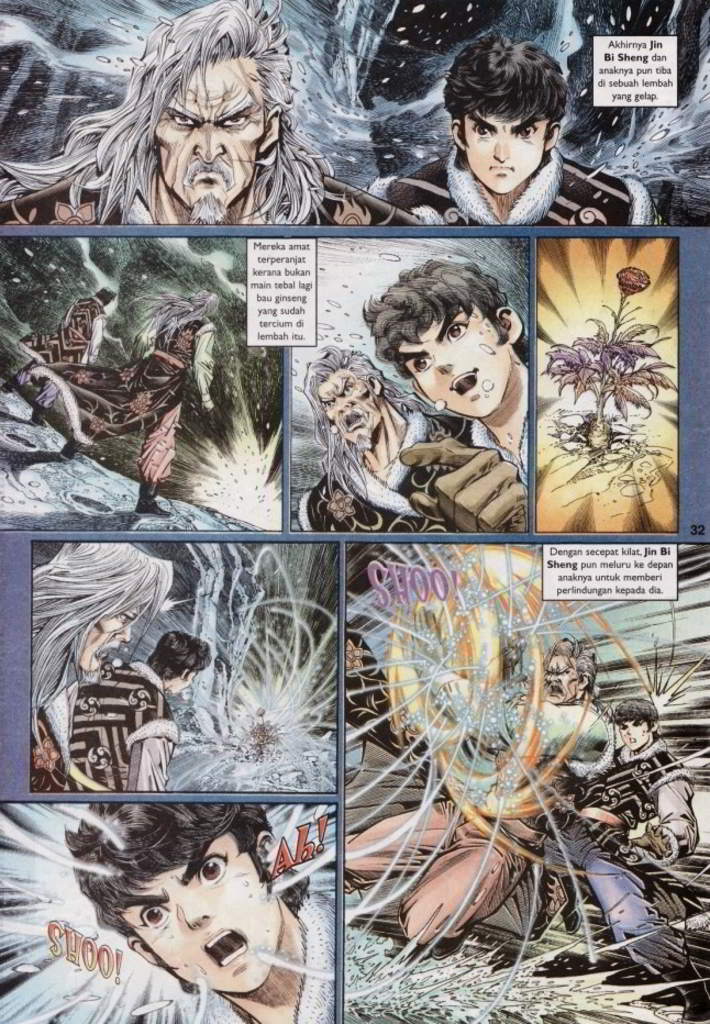 Akhirnya Jin
Bi Sheng dan
anaknya pun tiba
di sebuah lembah
yang gelap.
Mereka amat
terperanjat
kerana bukan
main tebal lagi
bau ginseng
yang sudah
tercium di
lembah itu.
32
Dengan secepat kilat, Jin Bi
Sheng pun meluru ke depan
anaknya untuk memberi
perlindungan kepada dia.
SHOO!
AH!
SHOO!